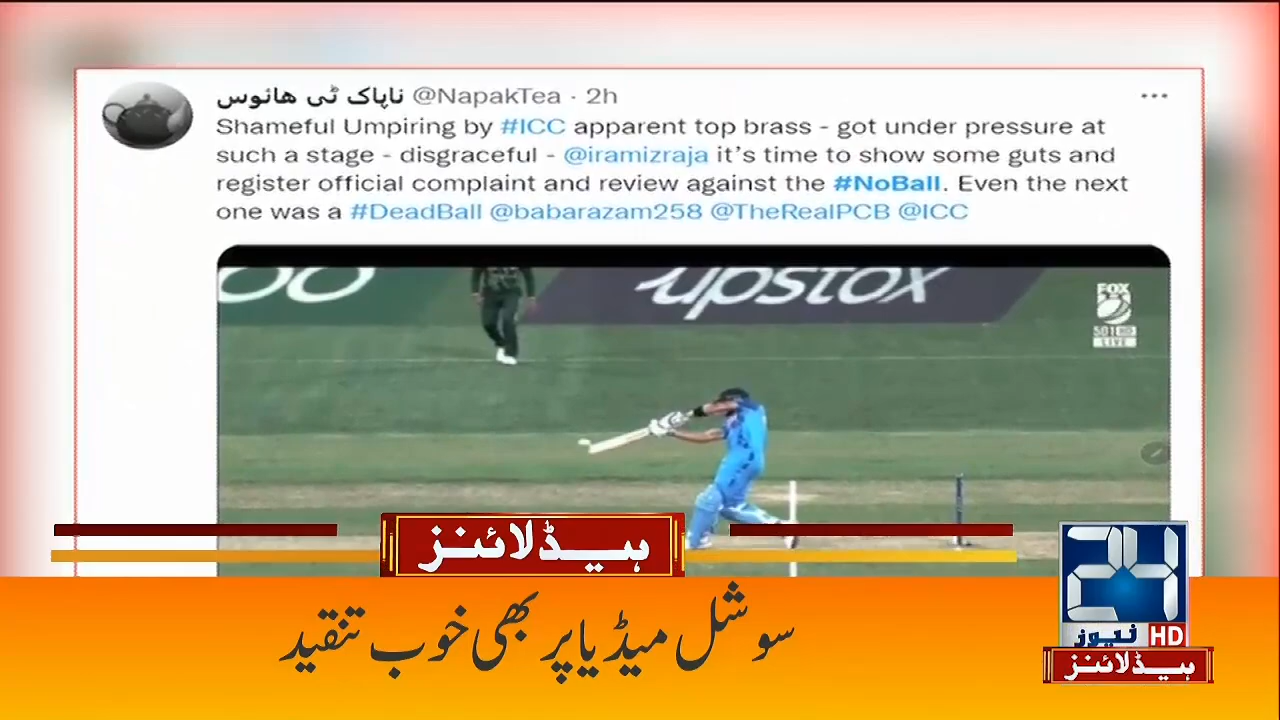 ناپاک ٹی ھائوس @NapakTea · 2h
Shameful Umpiring by #ICC apparent top brass - got under pressure at
such a stage - disgraceful - @iramizraja it's time to show some guts and
register official complaint and review against the #NoBall. Even the next
one was a #DeadBall @babarazam258 @TheRealPCB @ICC
upstox
FOX
501 HD
LIVE
ہیڈلائنز
سوشل میڈیا پر بھی خوب تنقید
24
نیوز HD
ہیڈلائنز